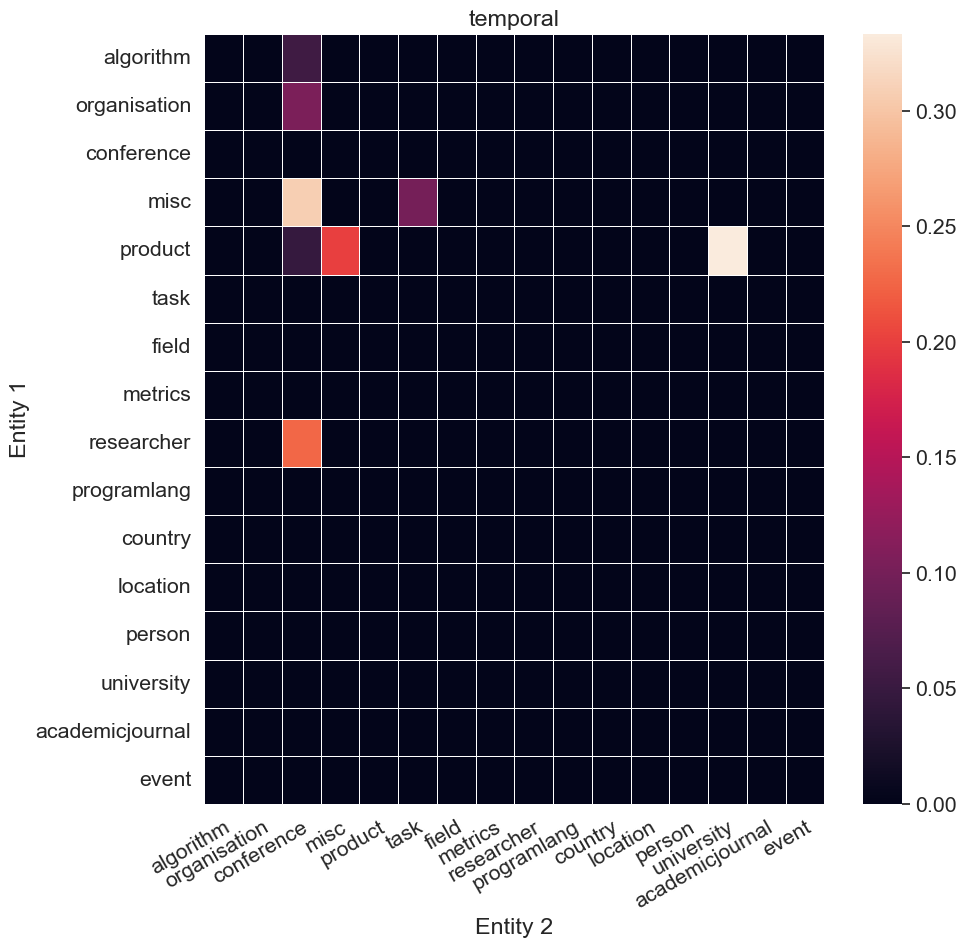 temporal
Entity 1
algorithm
organisation
conference
misc
product
task
field
metrics
researcher
programlang
country
location
person
university
academicjournal
event
algorithm
organisation
conference
misc
product
task
field
metrics
researcher
programlang
country
location
person
university
academicjournal
event
Entity 2
0.30
0.25
0.20
0.15
0.10
0.05
0.00